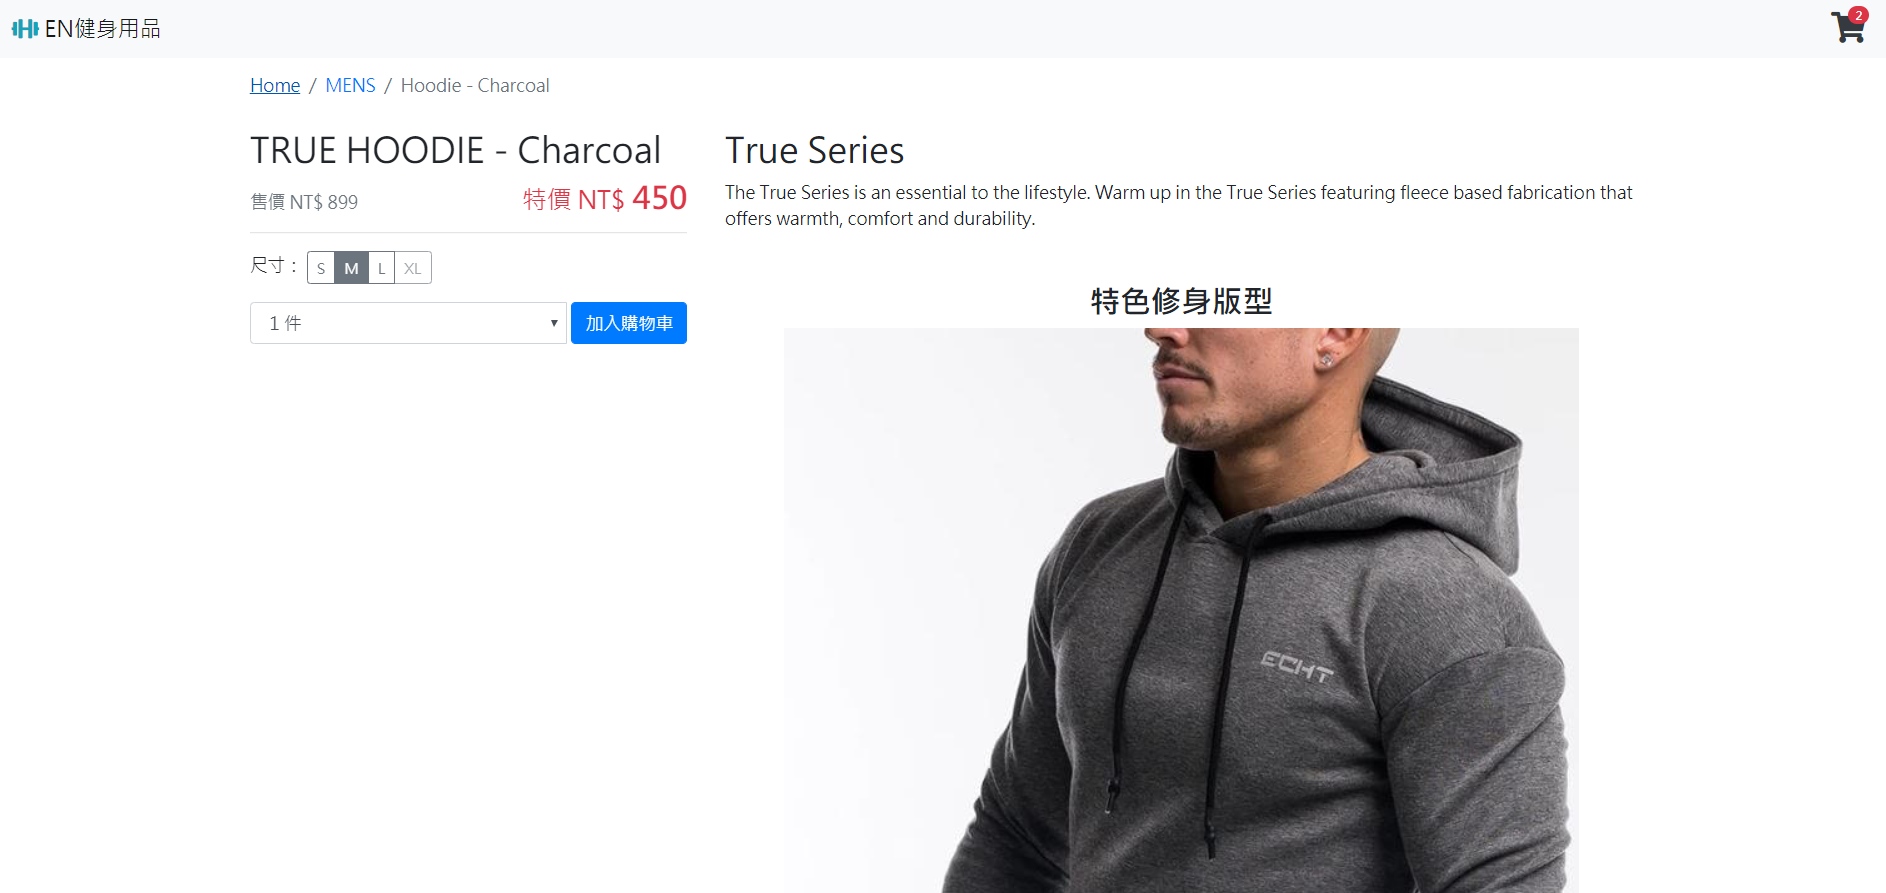 EN健身用品
2
Home / MENS / Hoodie - Charcoal
TRUE HOODIE - Charcoal
售價 NT$ 899
特價 NT$ 450
尺寸：
S M L XL
1 件
加入購物車
True Series
The True Series is an essential to the lifestyle. Warm up in the True Series featuring fleece based fabrication that
offers warmth, comfort and durability.
特色修身版型
ECHT